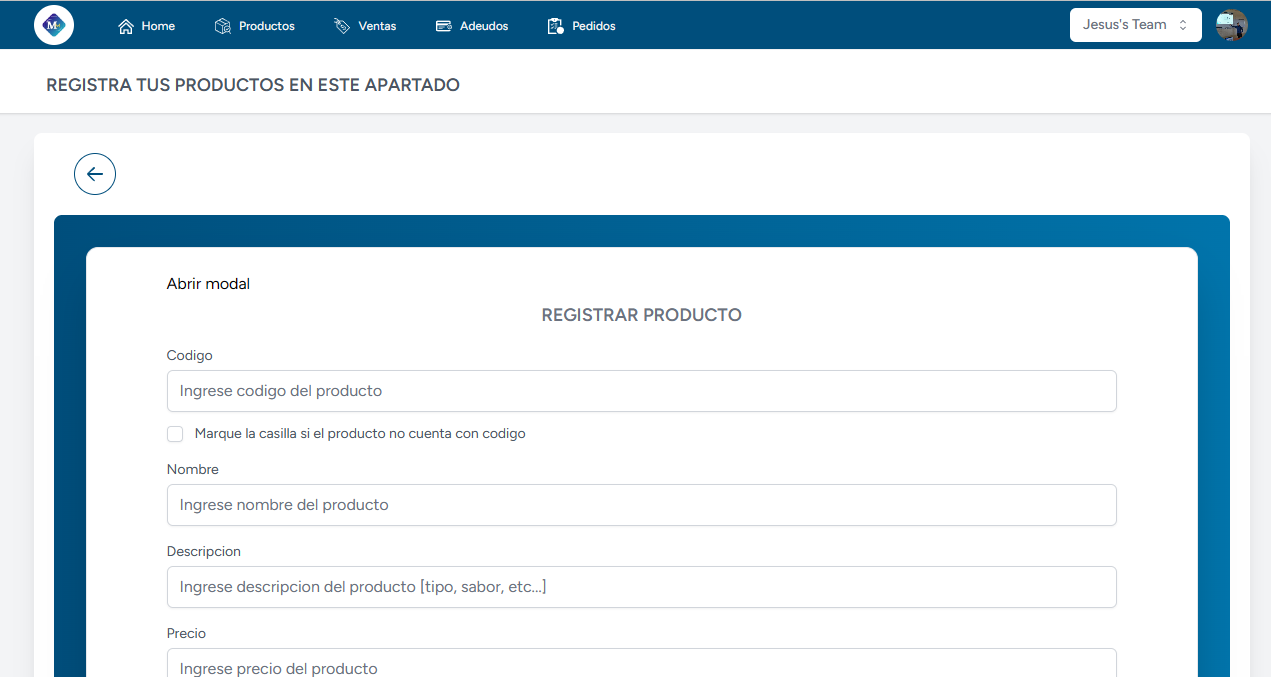 M Home Productos Ventas Adeudos Pedidos Jesus's Team
REGISTRA TUS PRODUCTOS EN ESTE APARTADO
Abrir modal
REGISTRAR PRODUCTO
Codigo
Ingrese codigo del producto
Marque la casilla si el producto no cuenta con codigo
Nombre
Ingrese nombre del producto
Descripcion
Ingrese descripcion del producto [tipo, sabor, etc...]
Precio
Ingrese precio del producto